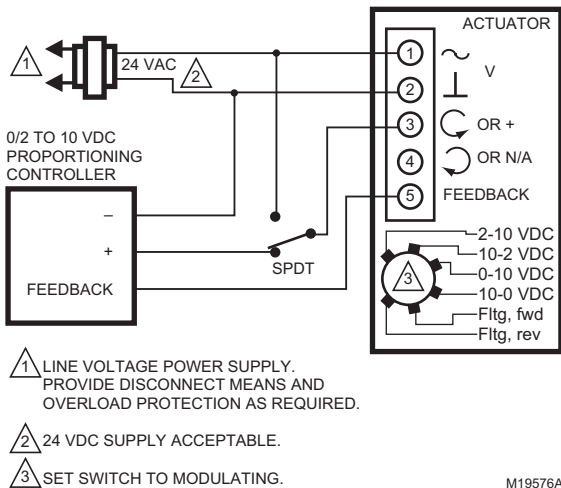 ACTUATOR
1
24 VAC
2
1
V
2
0/2 TO 10 VDC
PROPORTIONING
CONTROLLER
3
OR +
4
OR N/A
–
5
FEEDBACK
+
SPDT
FEEDBACK
2-10 VDC
10-2 VDC
0-10 VDC
10-0 VDC
Fltg, fwd
Fltg, rev
3
1 LINE VOLTAGE POWER SUPPLY.
PROVIDE DISCONNECT MEANS AND
OVERLOAD PROTECTION AS REQUIRED.
2 24 VDC SUPPLY ACCEPTABLE.
3 SET SWITCH TO MODULATING.
M19576A